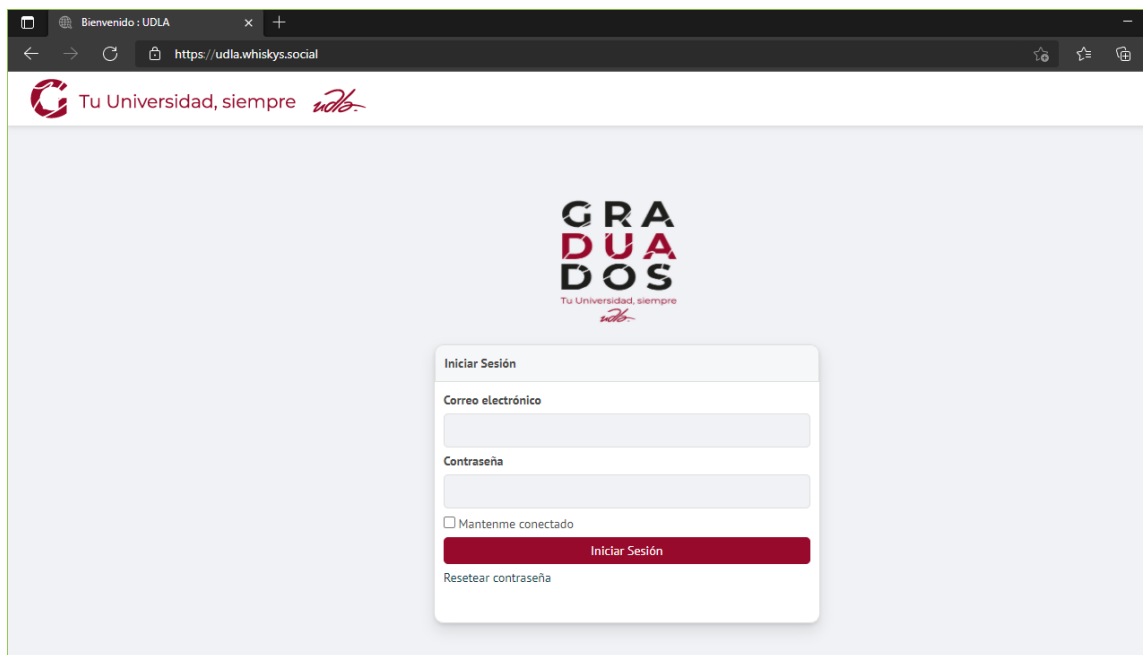 Bienvenido : UDLA
https://udla.whiskys.social
G Tu Universidad, siempre udla-
GRA
DUA
DOS
Tu Universidad, siempre
udla-
Iniciar Sesión
Correo electrónico
Contraseña
Mantenme conectado
Iniciar Sesión
Resetear contraseña